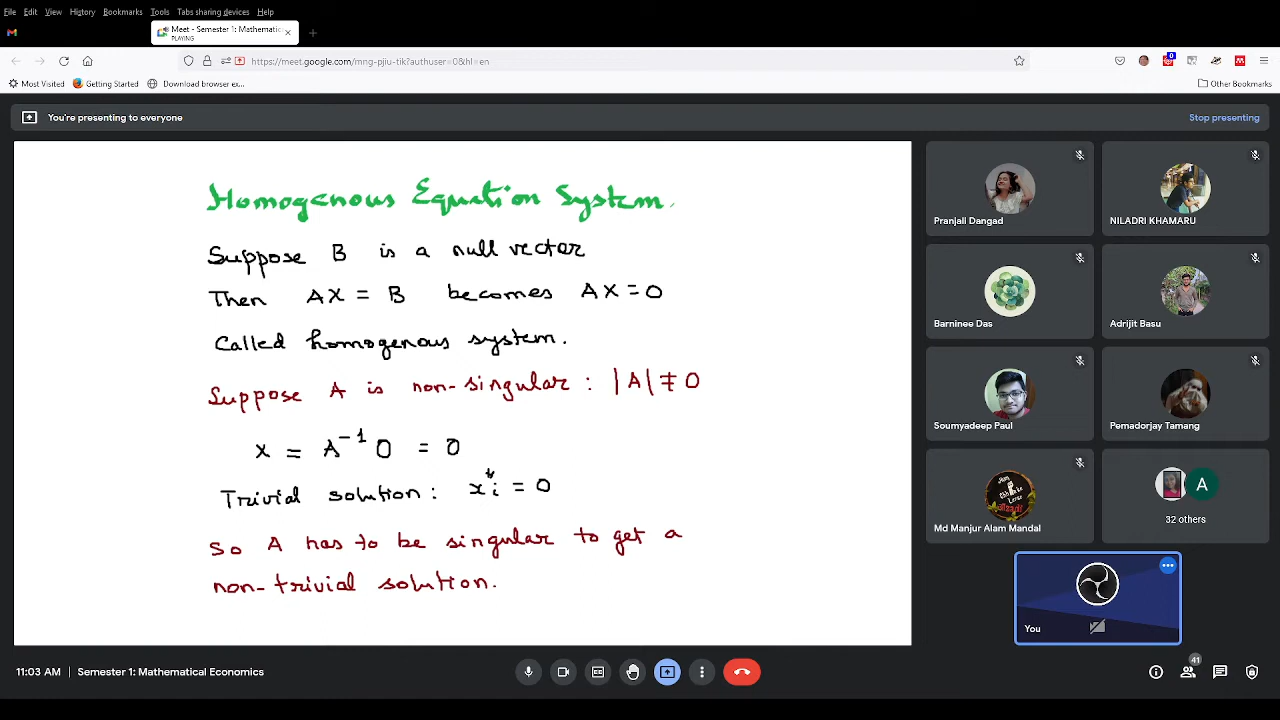 File Edit View History Bookmarks Tools Tabs sharing devices Help
Meet - Semester 1: Mathematic
PLAYING
https://meet.google.com/mng-pjiu-tik?authuser=0&hl=en
Most Visited Getting Started Download browser ex...
Other Bookmarks
You're presenting to everyone
Stop presenting
Homogenous Equation System.
Suppose B is a null vector
Then AX = B becomes AX = 0
Called homogenous system.
Suppose A is non-singular : |A| ≠ 0
x = A⁻¹ 0 = 0
Trivial solution : x*i = 0
So A has to be singular to get a
non-trivial solution.
Pranjali Dangad
NILADRI KHAMARU
Barninee Das
Adrijit Basu
Soumyadeep Paul
Pemadorjay Tamang
Md Manjur Alam Mandal
A
32 others
You
11:03 AM Semester 1: Mathematical Economics
41